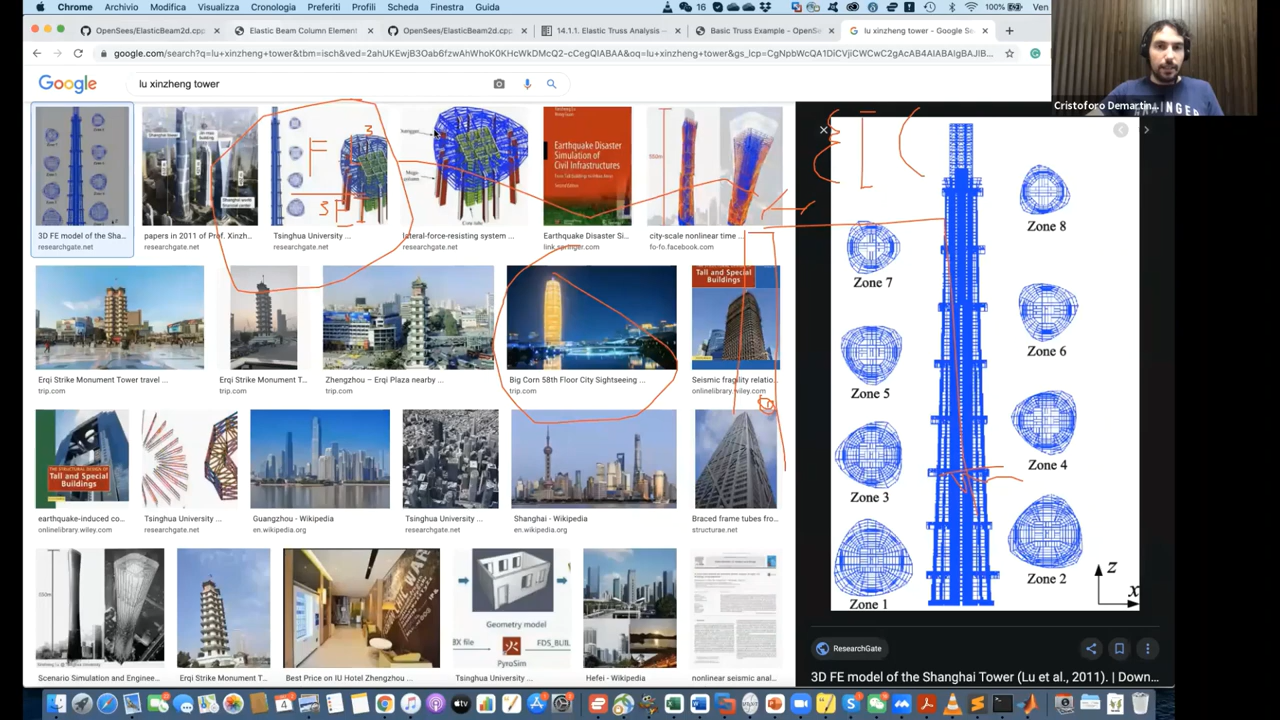 Chrome Archivio Modifica Visualizza Cronologia Preferiti Profili Scheda Finestra Guida
16
100%
Ven
OpenSees/ElasticBeam2d.cpp
Elastic Beam Column Element
OpenSees/ElasticBeam2d.cpp
14.1.1. Elastic Truss Analysis
Basic Truss Example - OpenSe
lu xinzheng tower - Google Se
Google
lu xinzheng tower
Cristoforo Demartin...
3D FE model of the Sha...
researchgate.net
papers in 2011 of Prof. Xinzh...
researchgate.net
Tsinghua University ...
researchgate.net
lateral-force-resisting system ...
researchgate.net
Earthquake Disaster
Simulation of
Civil Infrastructures
Earthquake Disaster Si...
link.springer.com
city-scale nonlinear time ...
fo-fo.facebook.com
Erqi Strike Monument Tower travel ...
trip.com
Erqi Strike Monument T...
trip.com
Zhengzhou – Erqi Plaza nearby ...
trip.com
Big Corn 58th Floor City Sightseeing ...
trip.com
Tall and Special
Buildings
Seismic fragility relatio...
onlinelibrary.wiley.com
Tall and Special
Buildings
earthquake-induced co...
onlinelibrary.wiley.com
Tsinghua University ...
researchgate.net
Guangzhou - Wikipedia
en.wikipedia.org
Tsinghua University ...
researchgate.net
Shanghai - Wikipedia
en.wikipedia.org
Braced frame tubes fro...
structurae.net
Geometry model
PyroSim
Scenario Simulation and Enginee...
Erqi Strike Monument T...
Best Price on IU Hotel Zhengzhou ...
Tsinghua University ...
Hefei - Wikipedia
nonlinear seismic anal...
Zone 8
Zone 7
Zone 6
Zone 5
Zone 4
Zone 3
Zone 2
Zone 1
z
x
ResearchGate
3D FE model of the Shanghai Tower (Lu et al., 2011). | Down...